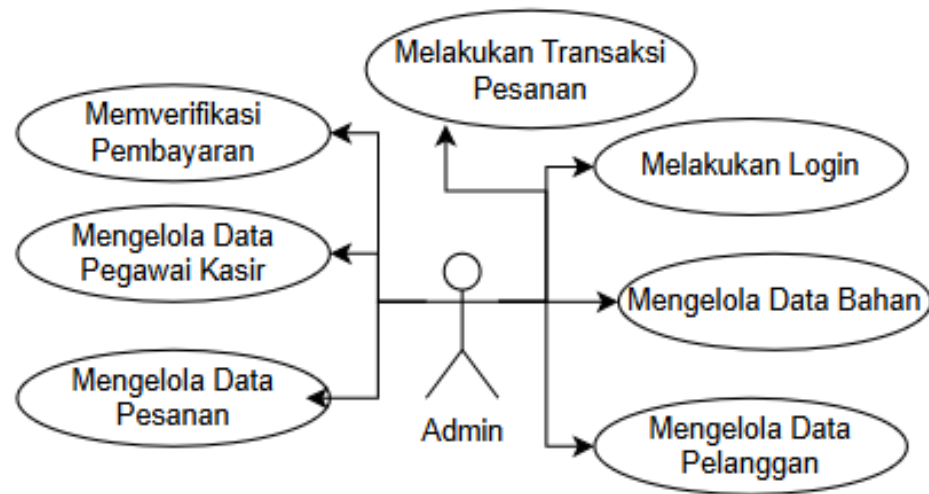 Melakukan Transaksi
Pesanan
Memverifikasi
Pembayaran
Melakukan Login
Mengelola Data
Pegawai Kasir
Mengelola Data Bahan
Mengelola Data
Pesanan
Admin
Mengelola Data
Pelanggan